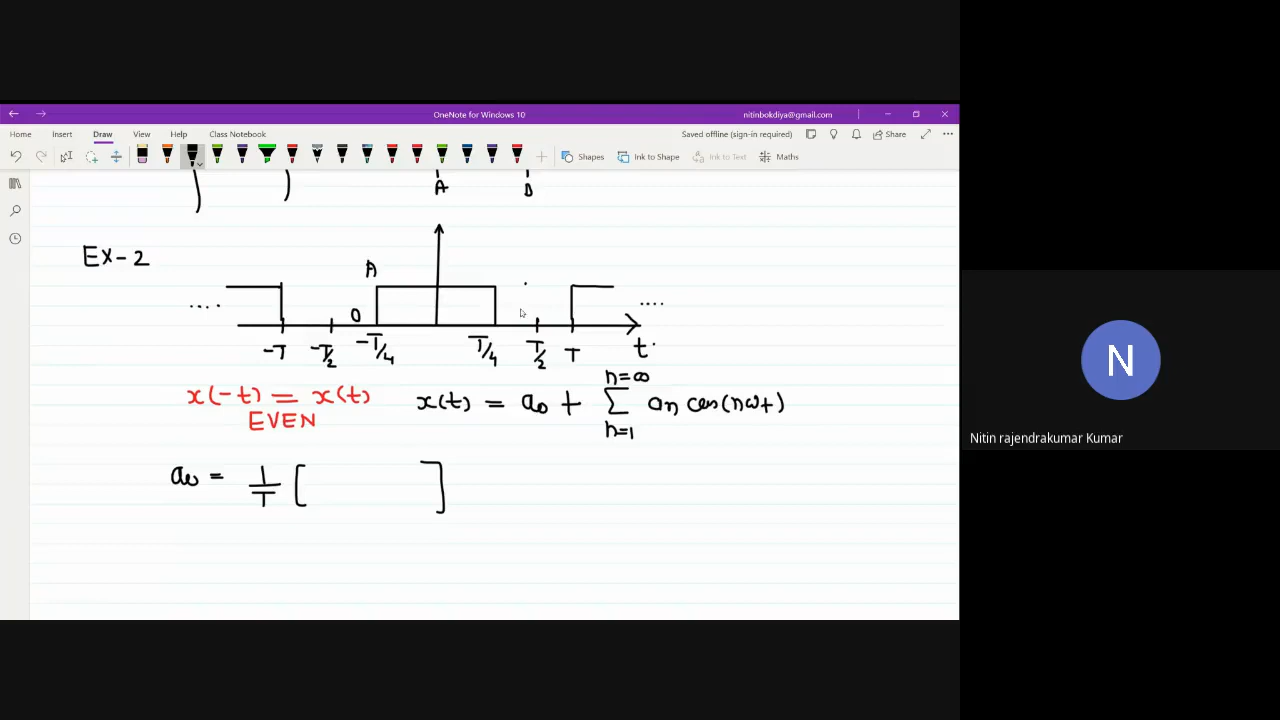 OneNote for Windows 10
nitinbokdiya@gmail.com
Home Insert Draw View Help Class Notebook
Saved offline (sign-in required) Share
Shapes Ink to Shape Ink to Text Maths
A D
Ex-2
A
.... O ....
-T -T/2 -T/4 T/4 T/2 T t
x(-t) = x(t)
EVEN
x(t) = a0 + ∑ n=1 n=∞ an cos(nωt)
a0 = 1/T [ ]
N
Nitin rajendrakumar Kumar